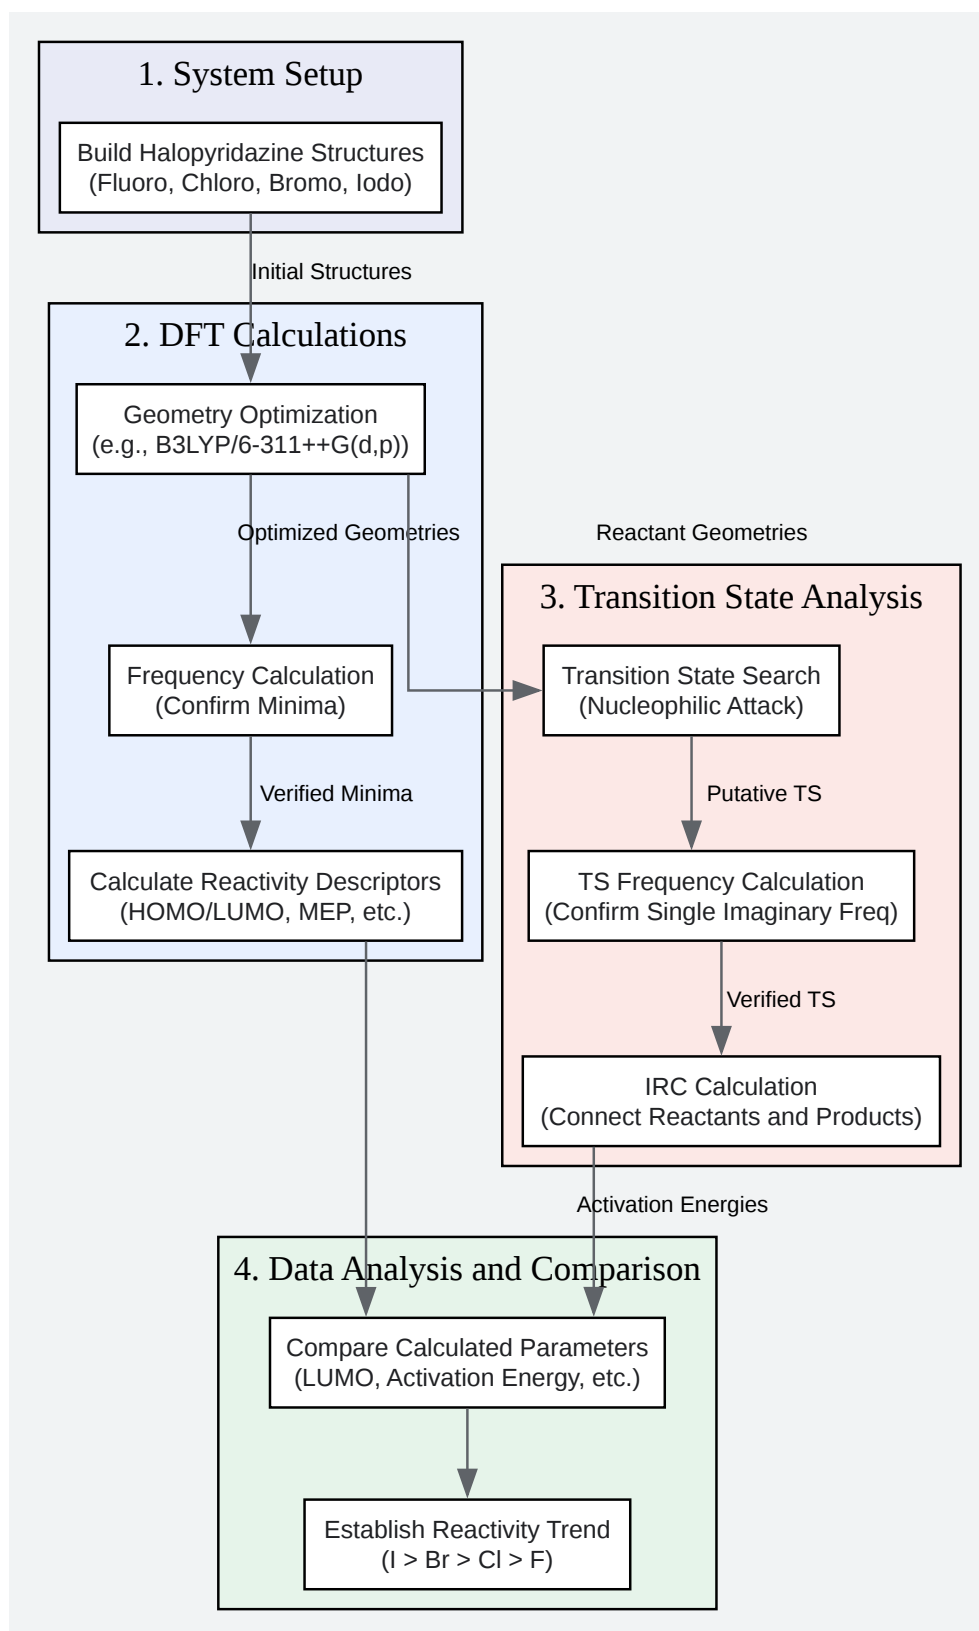 1. System Setup
Build Halopyridazine Structures
(Fluoro, Chloro, Bromo, Iodo)
Initial Structures
2. DFT Calculations
Geometry Optimization
(e.g., B3LYP/6-311++G(d,p))
Optimized Geometries
Reactant Geometries
Frequency Calculation
(Confirm Minima)
Verified Minima
Calculate Reactivity Descriptors
(HOMO/LUMO, MEP, etc.)
3. Transition State Analysis
Transition State Search
(Nucleophilic Attack)
Putative TS
TS Frequency Calculation
(Confirm Single Imaginary Freq)
Verified TS
IRC Calculation
(Connect Reactants and Products)
Activation Energies
4. Data Analysis and Comparison
Compare Calculated Parameters
(LUMO, Activation Energy, etc.)
Establish Reactivity Trend
(I > Br > Cl > F)